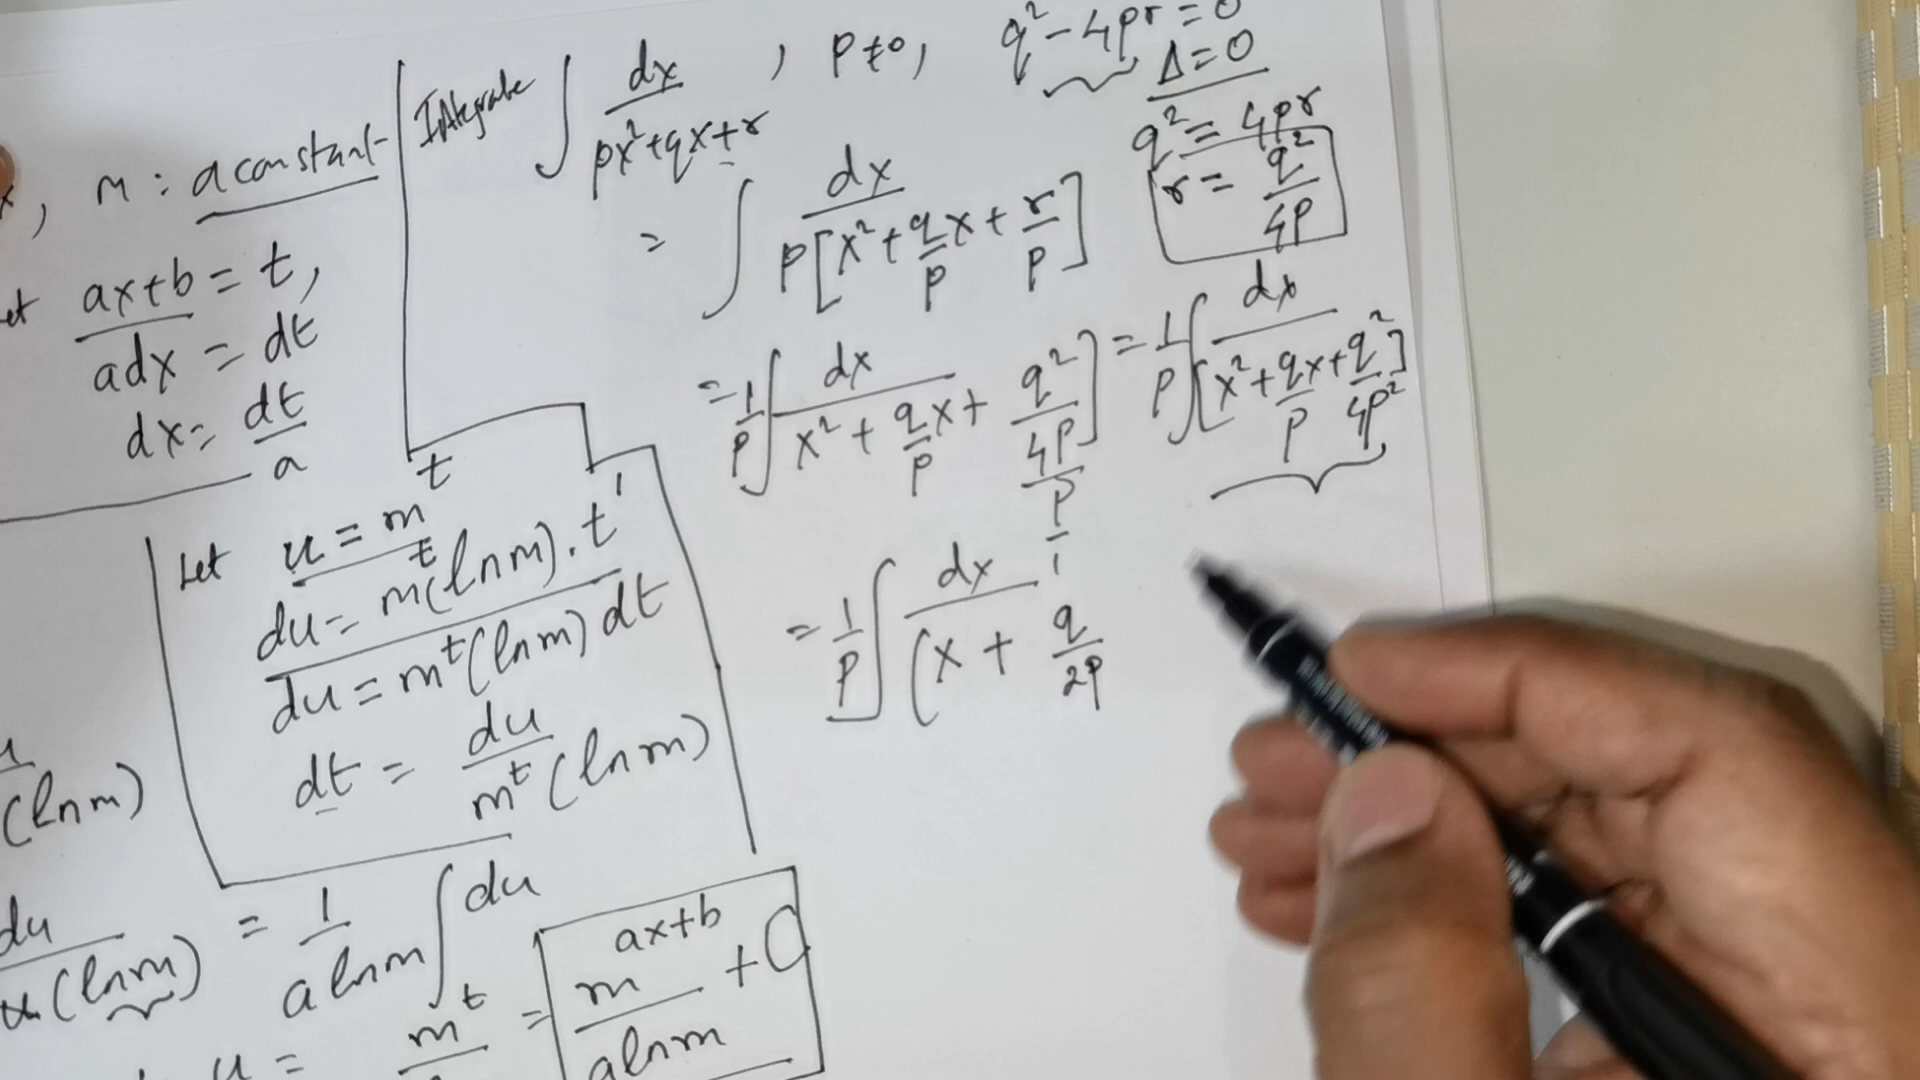 x, m : a constant
Let ax+b = t,
adx = dt
dx = dt/a
Let u = m^t
du = m^t(ln m) . t'
du = m^t(ln m) dt
dt = du/m^t(ln m)
(ln m)
du/u(ln m) = 1/(a ln m) ∫ du
u = m^t = m^(ax+b)/(a ln m) + C
Integrate ∫ dx/(px²+qx+r) , p≠0, q²-4pr = 0
Δ=0
q² = 4pr
r = q²/4p
= ∫ dx/p[x²+(q/p)x+r/p]
= 1/p ∫ dx/x²+(q/p)x+(q²/4p)/(p/1)] = 1/p ∫ dx/[x²+(q/p)x+q²/4p²]
= 1/p ∫ dx/(x + q/2p